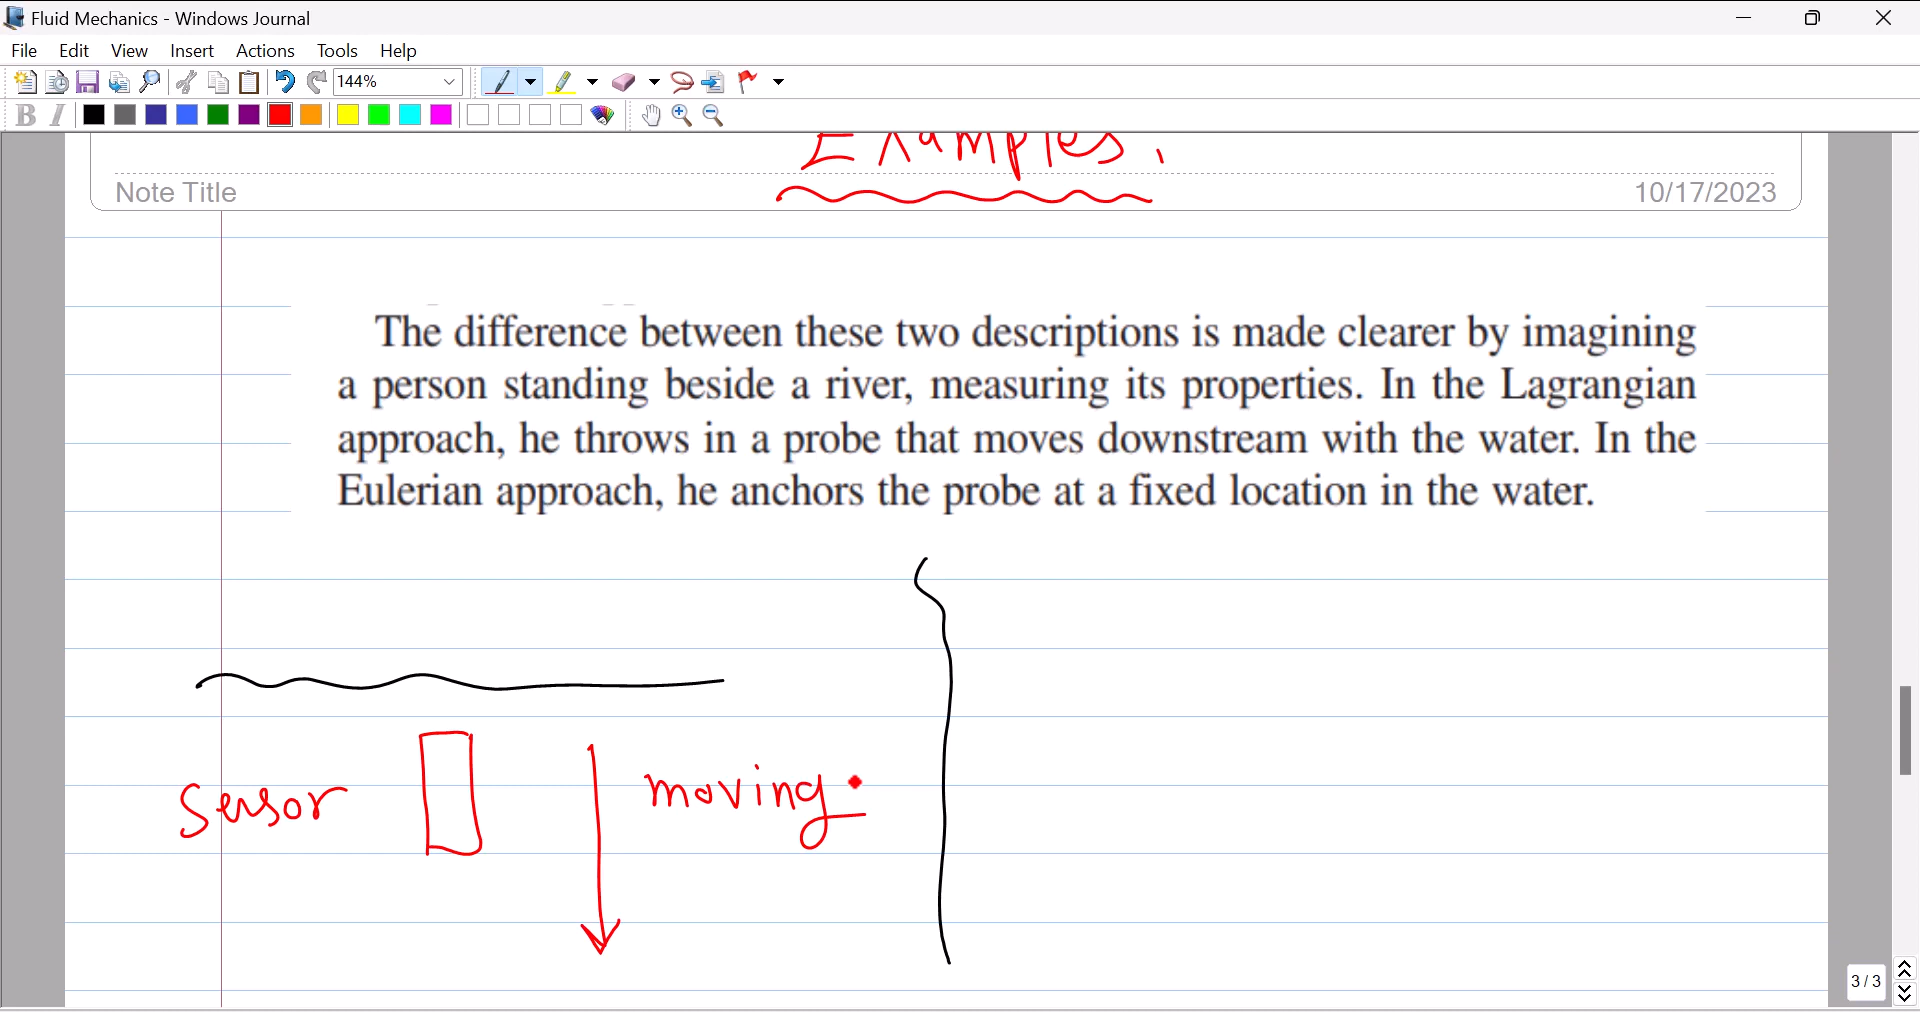 Fluid Mechanics - Windows Journal
File Edit View Insert Actions Tools Help
144%
B I
Examples.
Note Title
10/17/2023
The difference between these two descriptions is made clearer by imagining
a person standing beside a river, measuring its properties. In the Lagrangian
approach, he throws in a probe that moves downstream with the water. In the
Eulerian approach, he anchors the probe at a fixed location in the water.
Sensor
moving
3 / 3